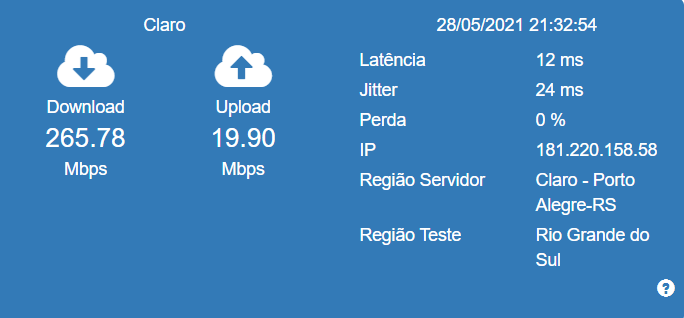 Claro
Download
265.78
Mbps
Upload
19.90
Mbps
28/05/2021 21:32:54
Latência 12 ms
Jitter 24 ms
Perda 0 %
IP 181.220.158.58
Região Servidor Claro - Porto
Alegre-RS
Região Teste Rio Grande do
Sul
?